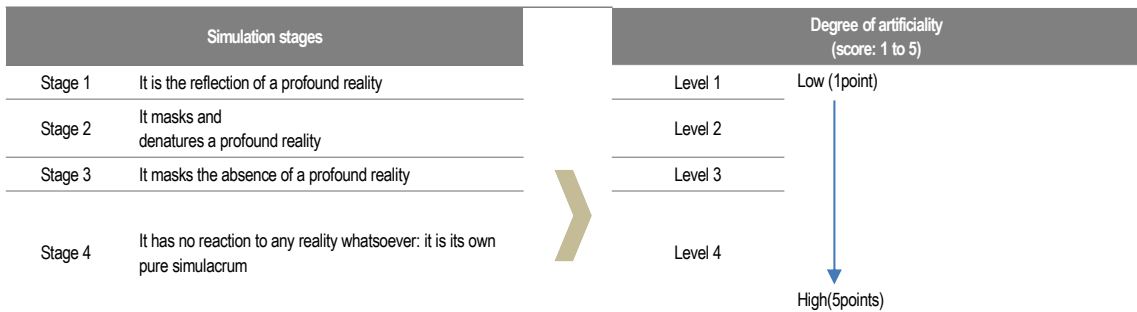 Simulation stages
Stage 1 It is the reflection of a profound reality
Stage 2 It masks and
denatures a profound reality
Stage 3 It masks the absence of a profound reality
Stage 4 It has no reaction to any reality whatsoever: it is its own
pure simulacrum
Degree of artificiality
(score: 1 to 5)
Level 1 Low (1point)
Level 2
Level 3
Level 4
High(5points)